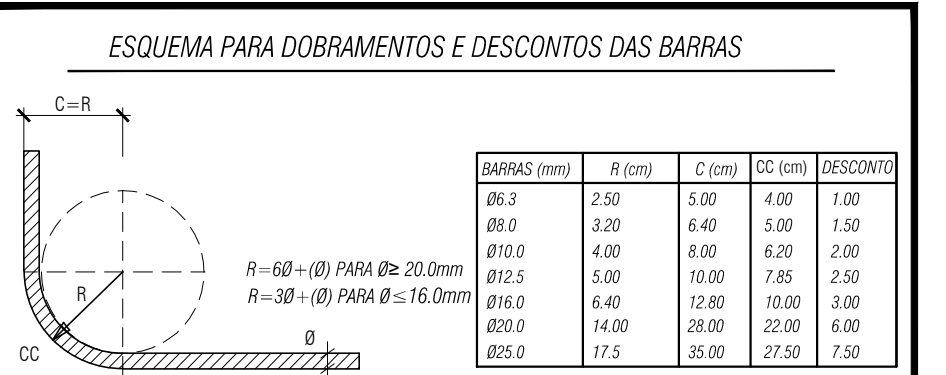 ESQUEMA PARA DOBRAMENTOS E DESCONTOS DAS BARRAS
C=R
R
CC
Ø
R=6Ø+(Ø) PARA Ø≥ 20.0mm
R=3Ø+(Ø) PARA Ø≤16.0mm
BARRAS (mm) R (cm) C (cm) CC (cm) DESCONTO
Ø6.3 2.50 5.00 4.00 1.00
Ø8.0 3.20 6.40 5.00 1.50
Ø10.0 4.00 8.00 6.20 2.00
Ø12.5 5.00 10.00 7.85 2.50
Ø16.0 6.40 12.80 10.00 3.00
Ø20.0 14.00 28.00 22.00 6.00
Ø25.0 17.5 35.00 27.50 7.50